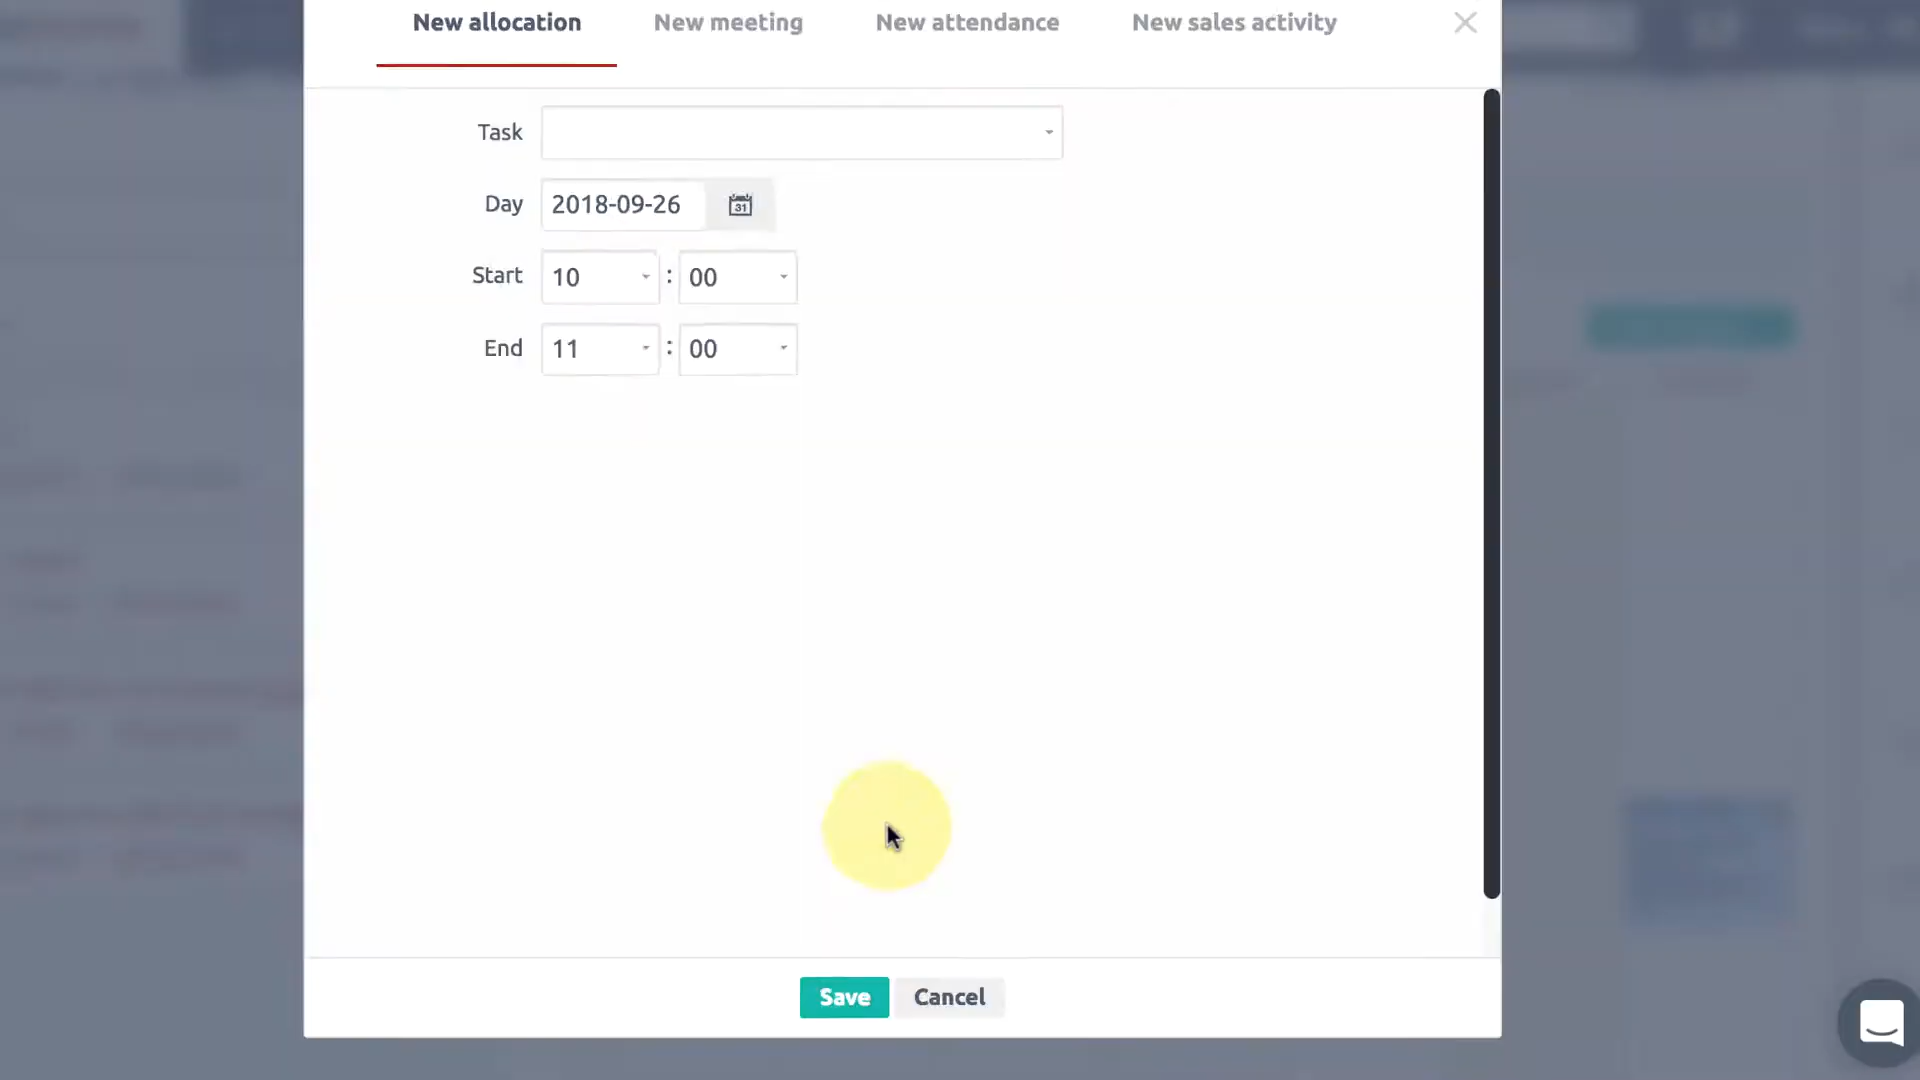 New allocation New meeting New attendance New sales activity
Task
Day 2018-09-26 31
Start 10 : 00
End 11 : 00
Save Cancel